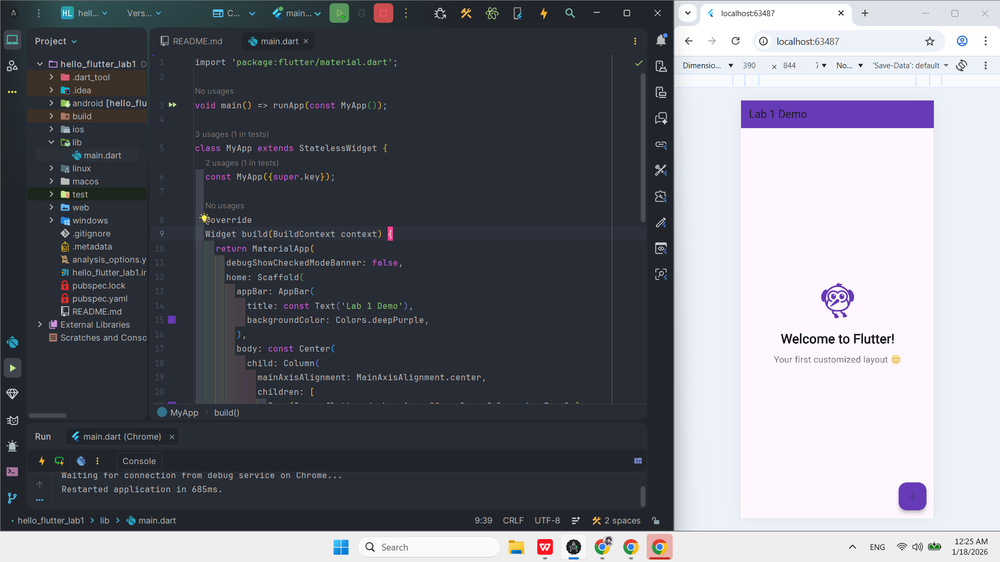 HL hell...
Vers...
C...
main....
Project
README.md
main.dart
hello_flutter_lab1 D
.dart_tool
.idea
android [hello_flu
build
ios
lib
main.dart
linux
macos
test
web
windows
.gitignore
.metadata
analysis_options.y
hello_flutter_lab1.ir
pubspec.lock
pubspec.yaml
README.md
External Libraries
Scratches and Conso
1 import 'package:flutter/material.dart';
2
No usages
3 void main() => runApp(const MyApp());
4
3 usages (1 in tests)
5 class MyApp extends StatelessWidget {
2 usages (1 in tests)
6 const MyApp({super.key});
7
No usages
8 @override
9 Widget build(BuildContext context) {
10 return MaterialApp(
11 debugShowCheckedModeBanner: false,
12 home: Scaffold(
13 appBar: AppBar(
14 title: const Text('Lab 1 Demo'),
15 backgroundColor: Colors.deepPurple,
16 ),
17 body: const Center(
18 child: Column(
19 mainAxisAlignment: MainAxisAlignment.center,
20 children: [
MyApp › build()
Run
main.dart (Chrome)
Console
Waiting for connection from debug service on Chrome...
Restarted application in 685ms.
hello_flutter_lab1 > lib > main.dart
9:39 CRLF UTF-8 2 spaces
localhost:63487
localhost:63487
Dimensio... 390 × 844 7 No... 'Save-Data': default
Lab 1 Demo
Welcome to Flutter!
Your first customized layout 😊
Search
ENG
12:25 AM
1/18/2026